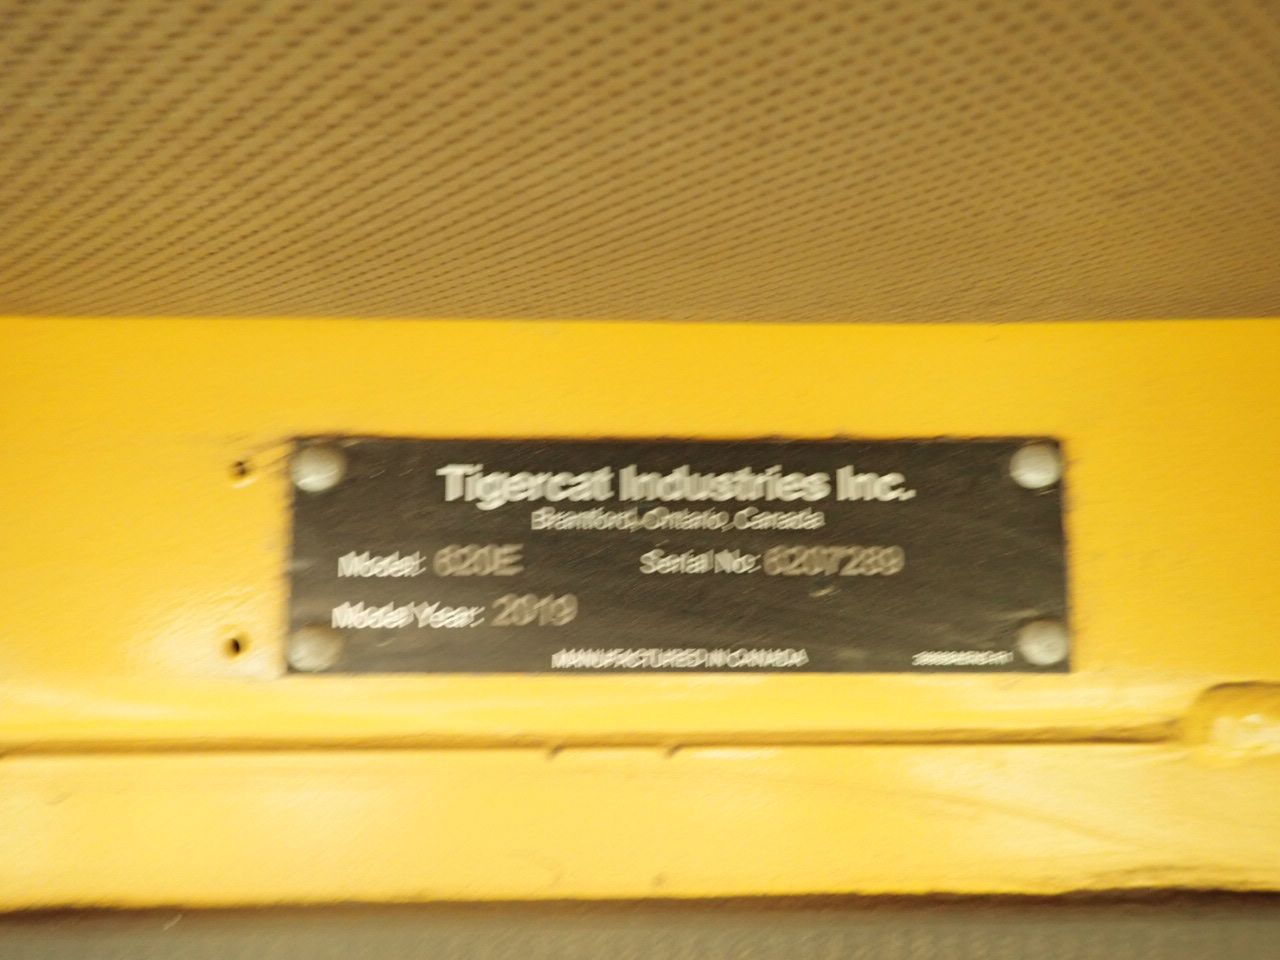 Tigercat Industries Inc.
Brantford, Ontario, Canada
Model: 620E Serial No: 6207289
Model Year: 2019
MANUFACTURED IN CANADA